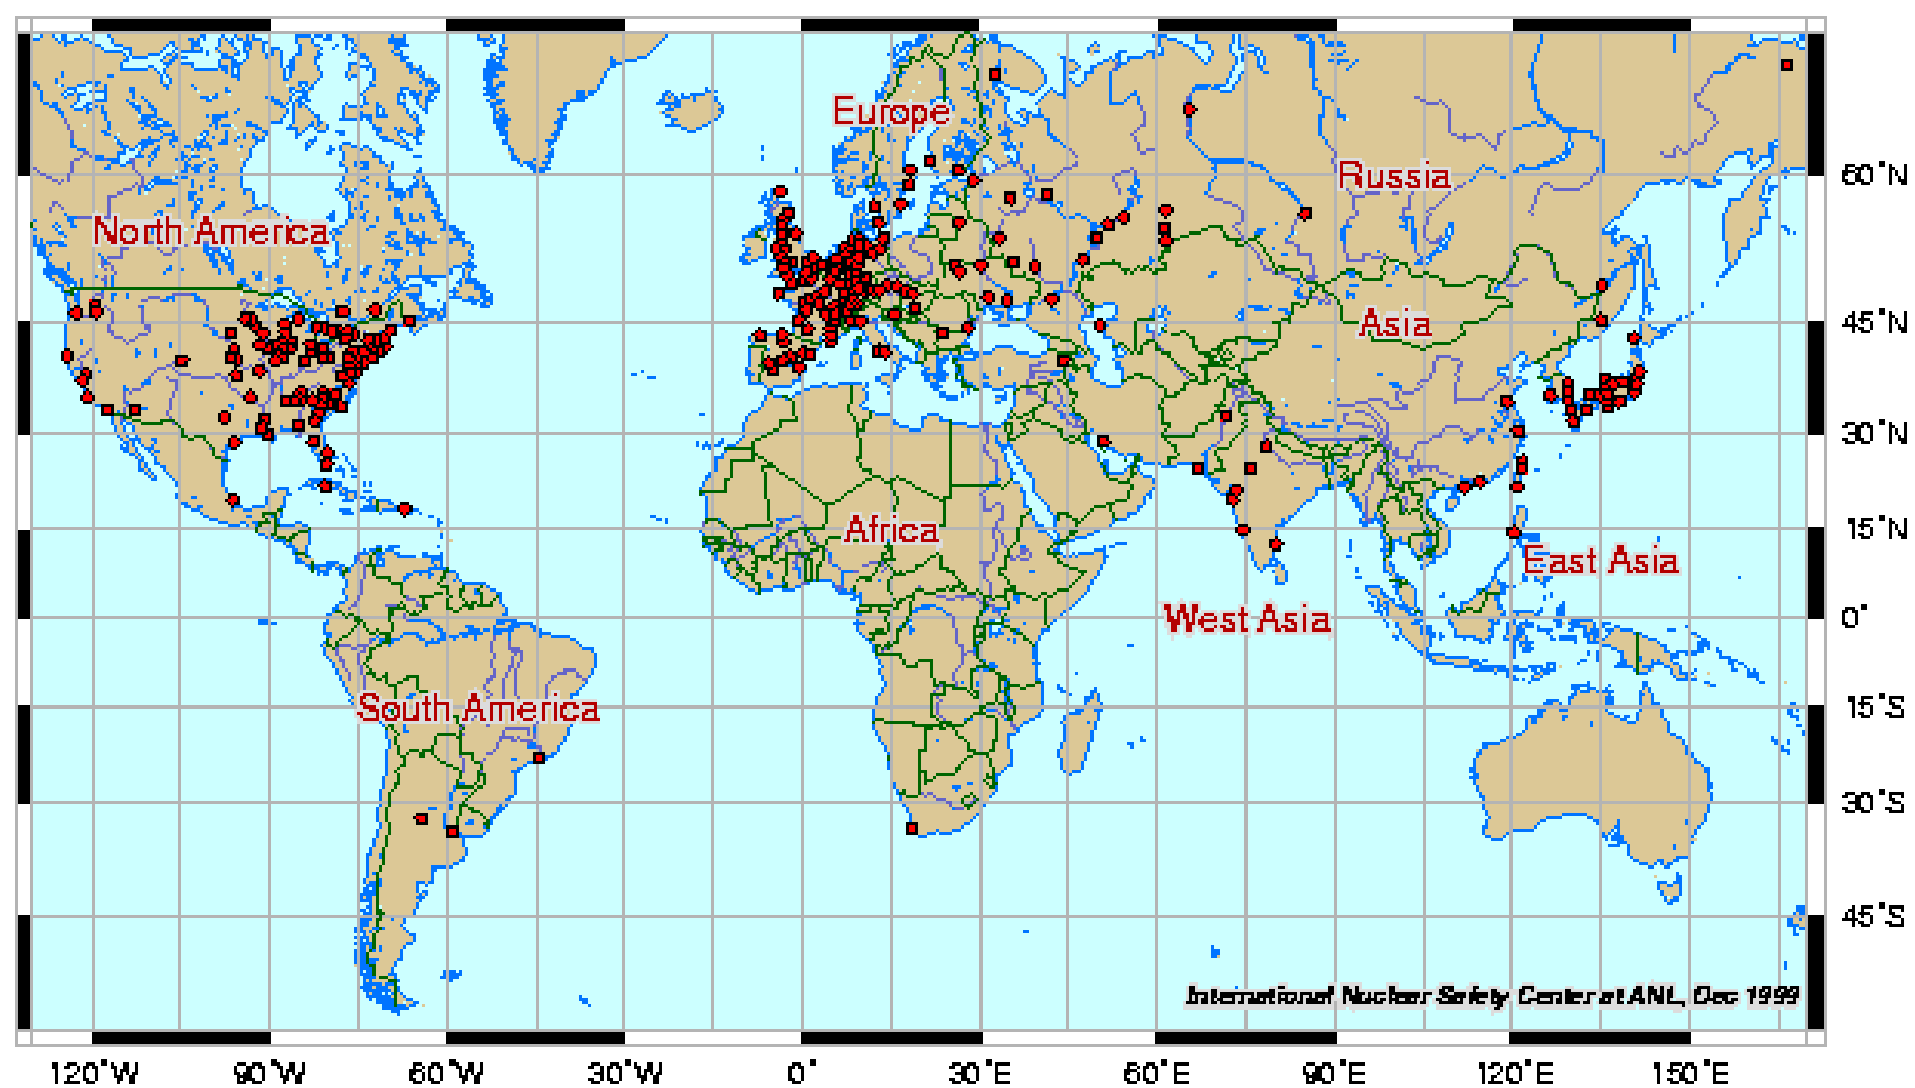 Europe
Russia
60°N
North America
Asia
45°N
30°N
Africa
15°N
East Asia
West Asia
0°
South America
15°S
30°S
45°S
International Nuclear Safety Center at ANL, Dec 1999
120°W 90°W 60°W 30°W 0° 30°E 60°E 90°E 120°E 150°E